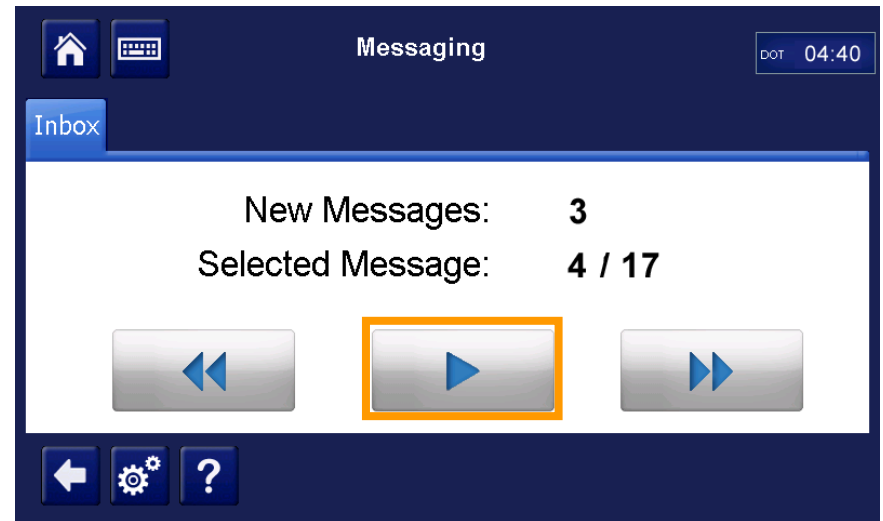 Messaging
DOT 04:40
Inbox
New Messages: 3
Selected Message: 4 / 17
?